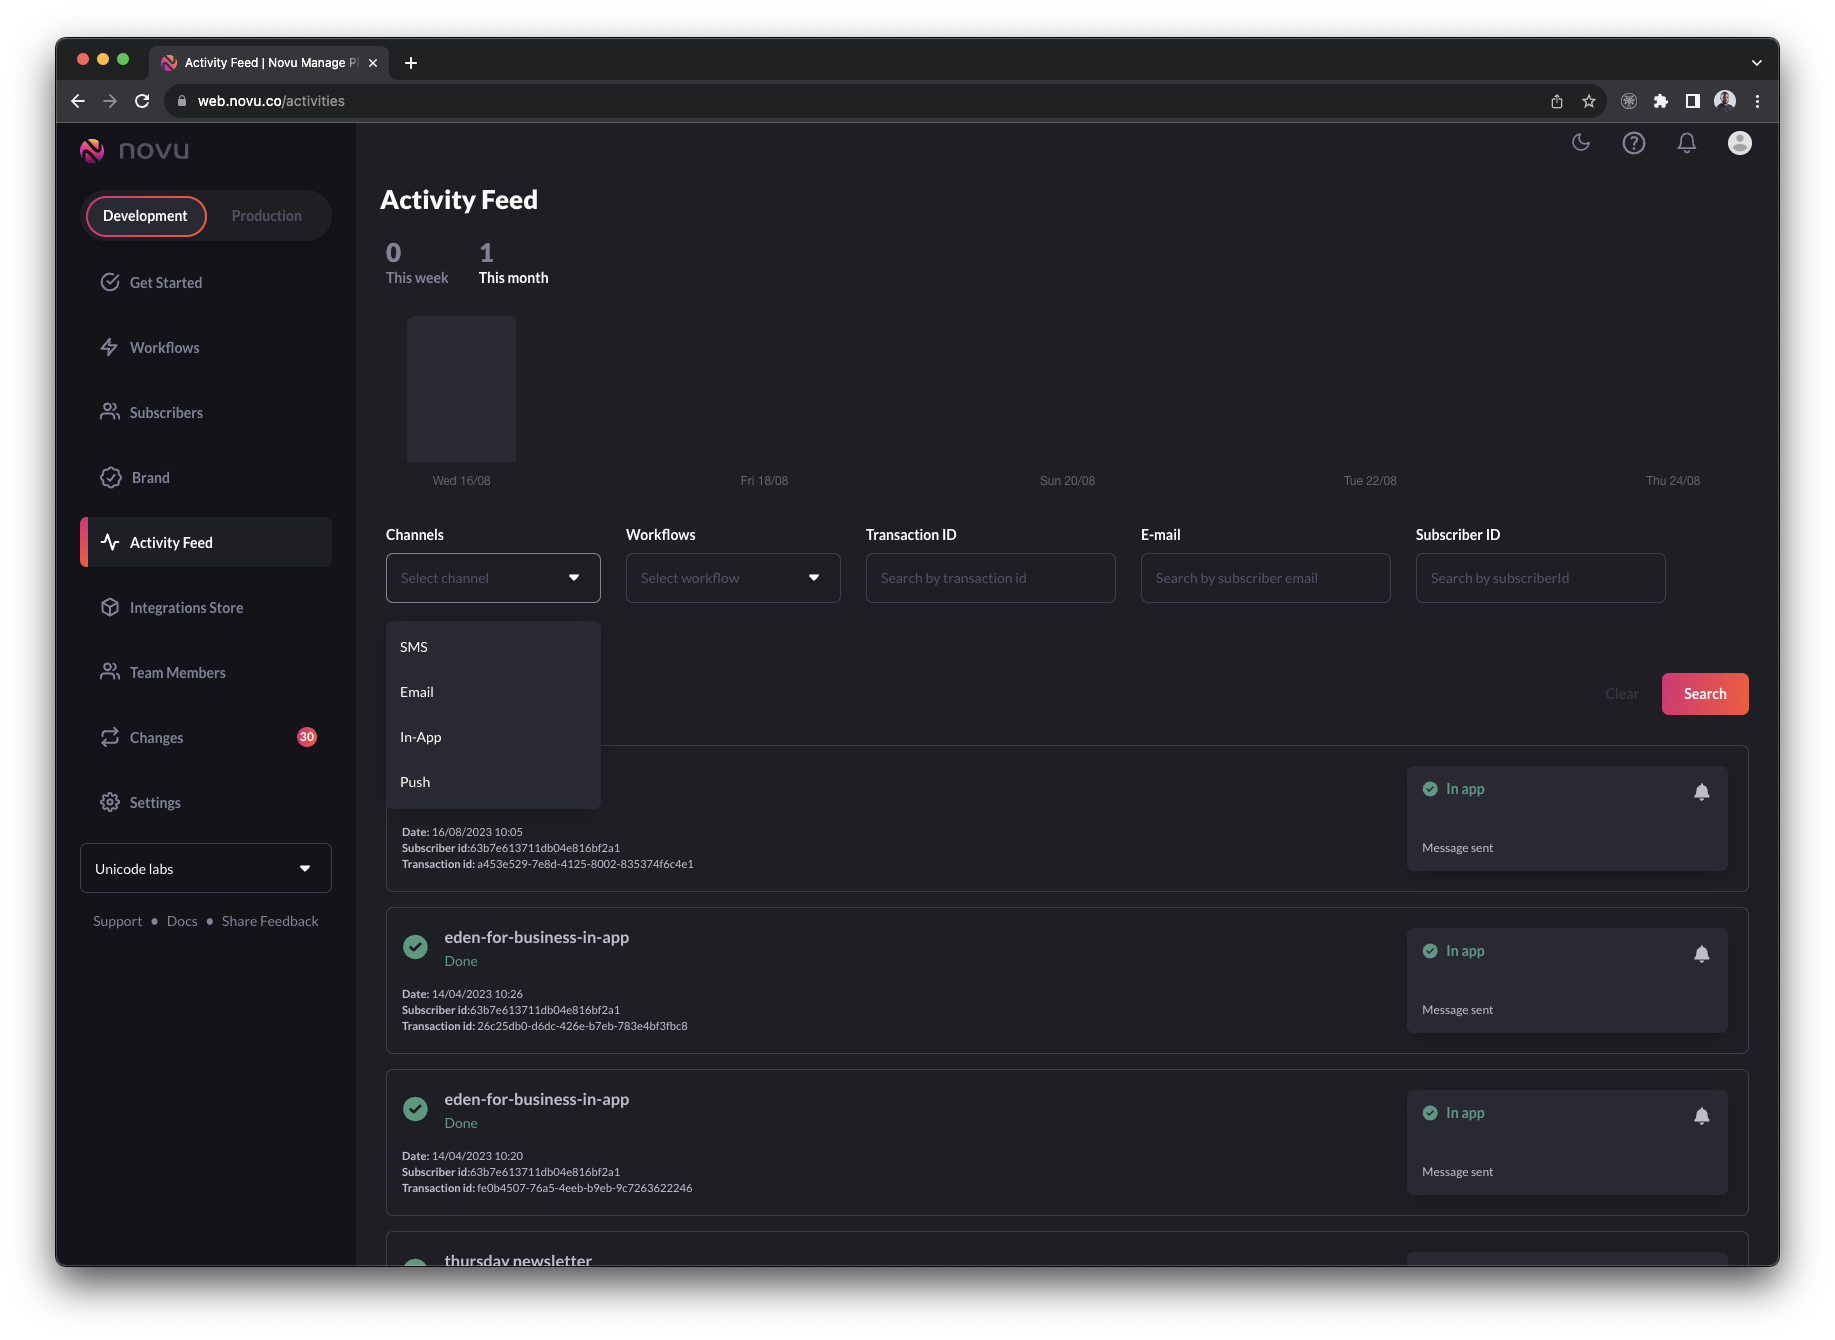 Activity Feed | Novu Manage Pl
web.novu.co/activities
novu
Development
Production
Get Started
Workflows
Subscribers
Brand
Activity Feed
Integrations Store
Team Members
Changes
30
Settings
Unicode labs
Support • Docs • Share Feedback
Activity Feed
0
This week
1
This month
Wed 16/08
Fri 18/08
Sun 20/08
Tue 22/08
Thu 24/08
Channels
Select channel
Workflows
Select workflow
Transaction ID
Search by transaction id
E-mail
Search by subscriber email
Subscriber ID
Search by subscriberId
SMS
Email
In-App
Push
Clear
Search
Date: 16/08/2023 10:05
Subscriber id:63b7e613711db04e816bf2a1
Transaction id: a453e529-7e8d-4125-8002-835374f6c4e1
In app
Message sent
eden-for-business-in-app
Done
Date: 14/04/2023 10:26
Subscriber id:63b7e613711db04e816bf2a1
Transaction id: 26c25db0-d6dc-426e-b7eb-783e4bf3fbc8
In app
Message sent
eden-for-business-in-app
Done
Date: 14/04/2023 10:20
Subscriber id:63b7e613711db04e816bf2a1
Transaction id: fe0b4507-76a5-4eeb-b9eb-9c7263622246
In app
Message sent
thursday newsletter